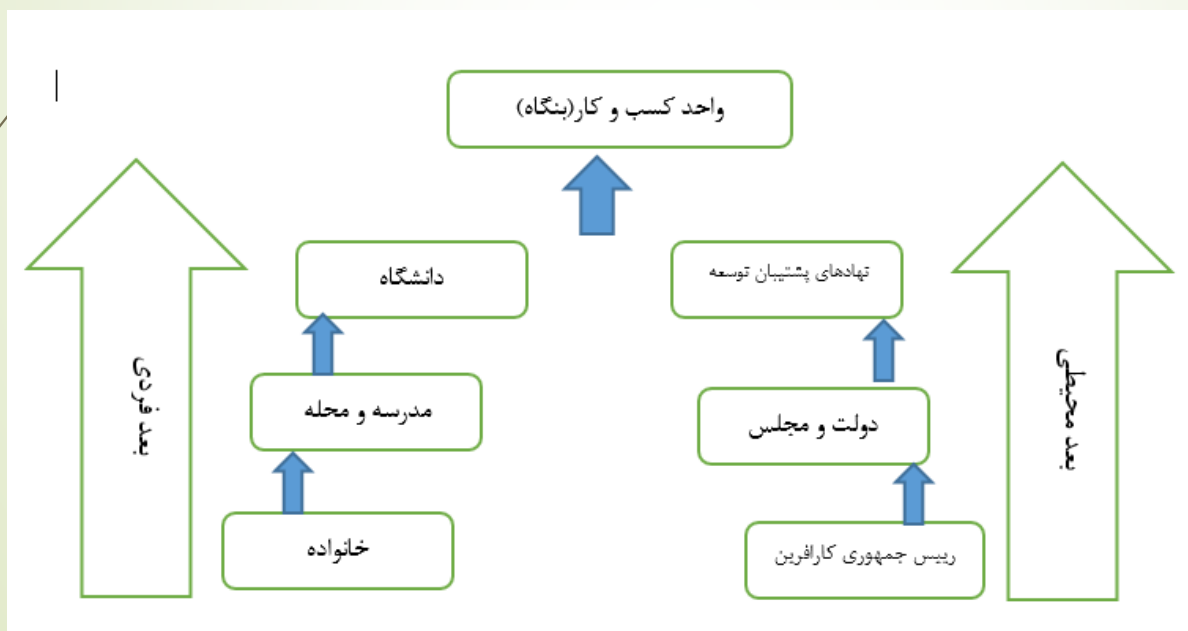 واحد کسب و کار(بنگاه)
نهادهای پشتیبان توسعه
دانشگاه
بعد محیطی
بعد فردی
دولت و مجلس
مدرسه و محله
رییس جمهوری کارافرین
خانواده